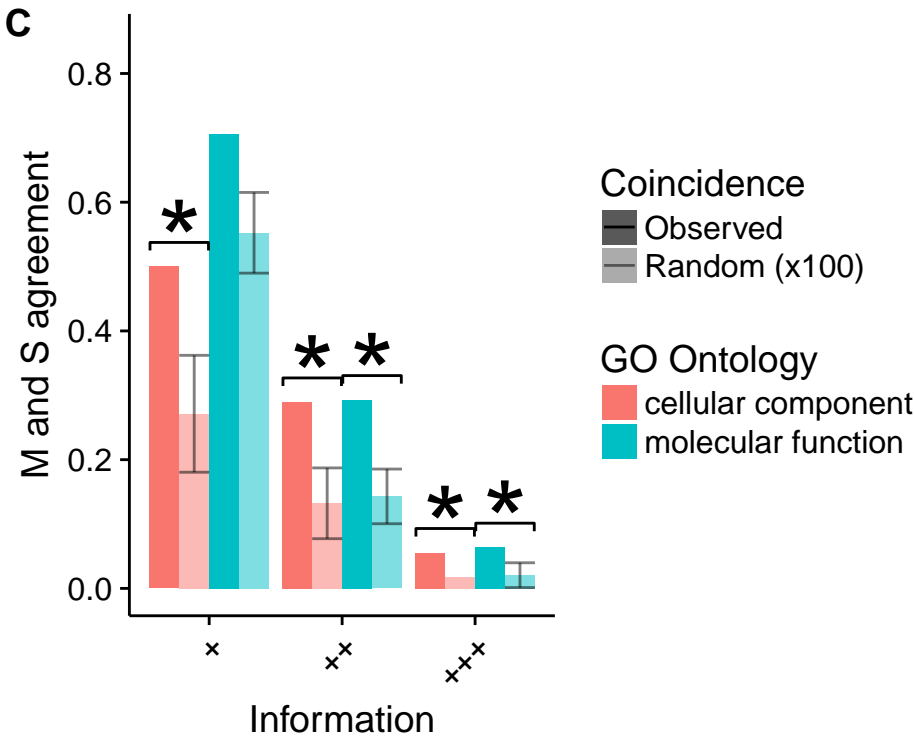 C
M and S agreement
0.8
0.6
0.4
0.2
0.0
*
* *
* *
+
++
+++
Information
Coincidence
Observed
Random (x100)
GO Ontology
cellular component
molecular function